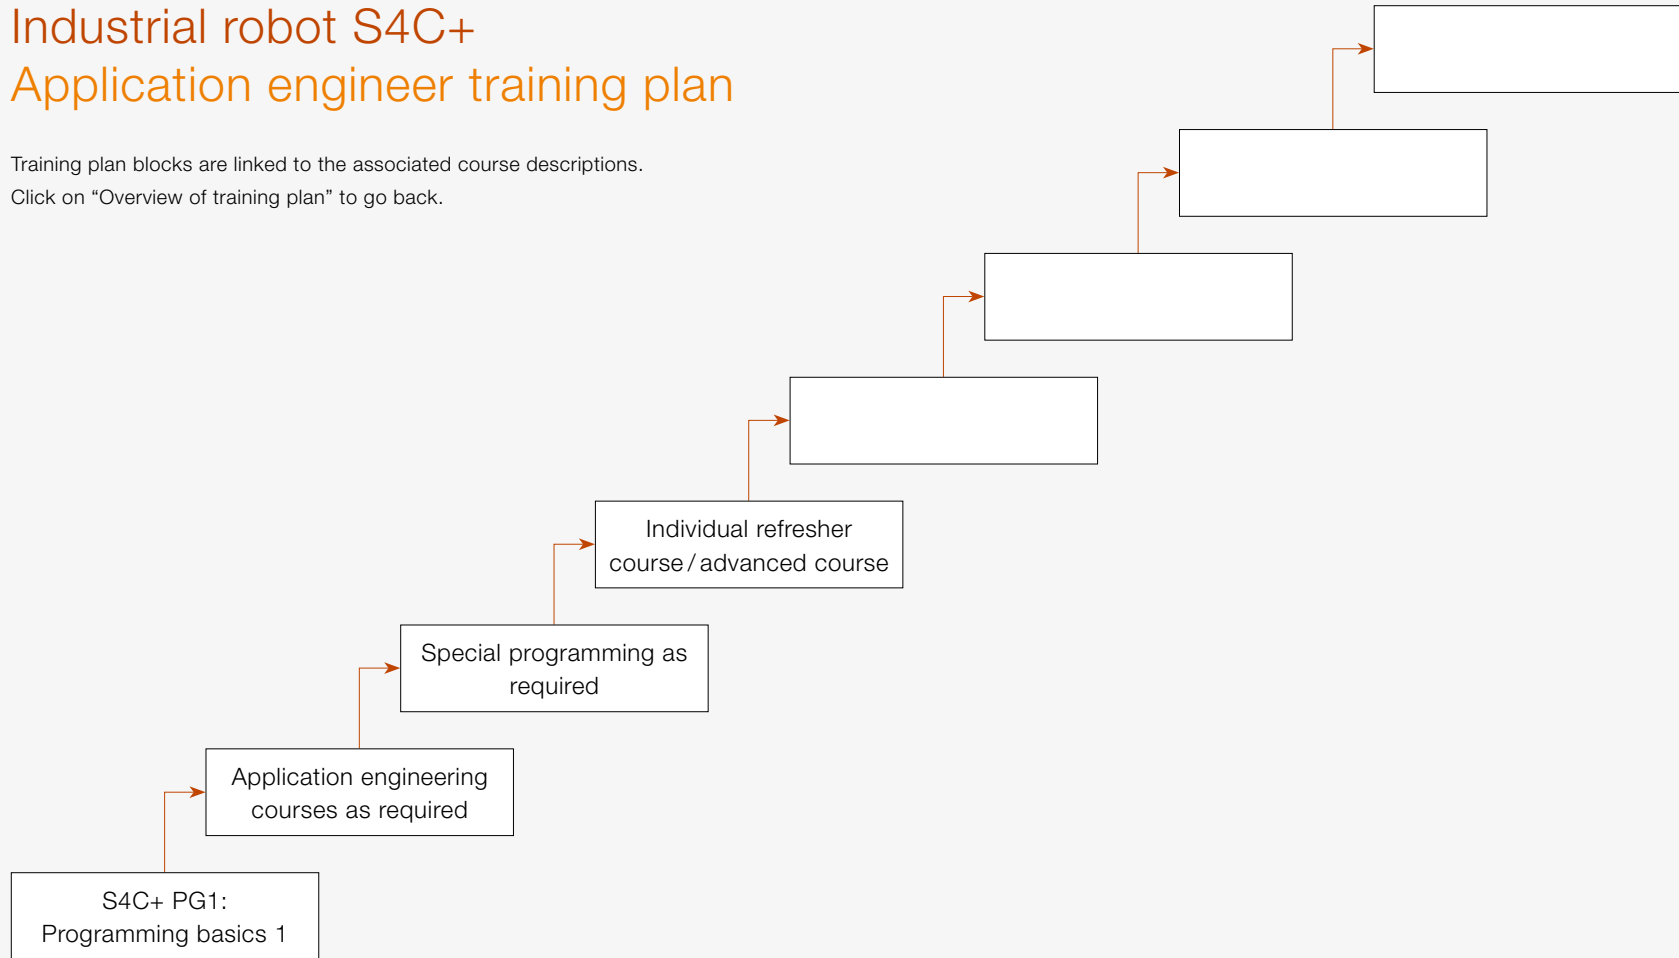 Industrial robot S4C+
Application engineer training plan
Training plan blocks are linked to the associated course descriptions.
Click on “Overview of training plan” to go back.
Individual refresher
course / advanced course
Special programming as
required
Application engineering
courses as required
S4C+ PG1:
Programming basics 1